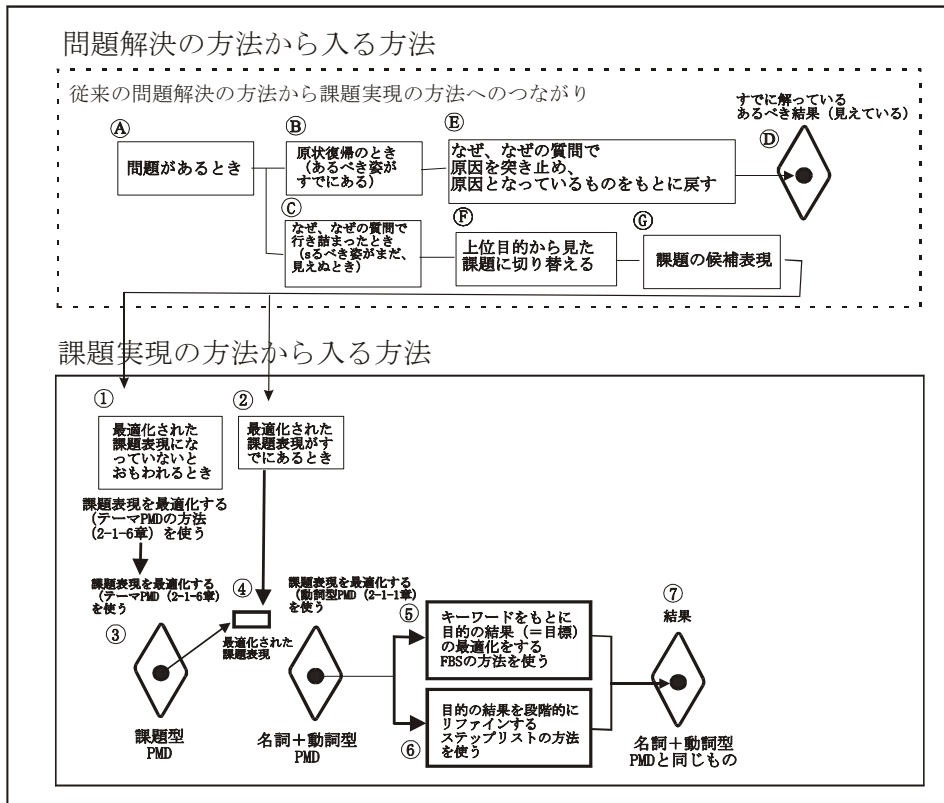 問題解決の方法から入る方法
従来の問題解決の方法から課題実現の方法へのつながり
Ⓐ
問題があるとき
Ⓑ
原状復帰のとき
(あるべき姿が
すでにある)
Ⓔ
なぜ、なぜの質問で
原因を突き止め、
原因となっているものをもとに戻す
すでに解っている
あるべき結果(見えている)
Ⓓ
Ⓒ
なぜ、なぜの質問で
行き詰まったとき
(sるべき姿がまだ、
見えぬとき)
Ⓕ
上位目的から見た
課題に切り替える
Ⓖ
課題の候補表現
課題実現の方法から入る方法
①
最適化された
課題表現にな
っていないと
おもわれるとき
②
最適化された
課題表現がす
でにあるとき
課題表現を最適化する
(テーマPMDの方法
(2-1-6章)を使う
課題表現を最適化する
(テーマPMD(2-1-6章)
を使う
③
課題型
PMD
④
最適化された
課題表現
課題表現を最適化する
(動詞型PMD(2-1-1章)
を使う
名詞+動詞型
PMD
⑤
キーワードをもとに
目的の結果(=目標)
の最適化をする
FBSの方法を使う
⑥
目的の結果を段階的に
リファインする
ステップリストの方法
を使う
⑦
結果
名詞+動詞型
PMDと同じもの